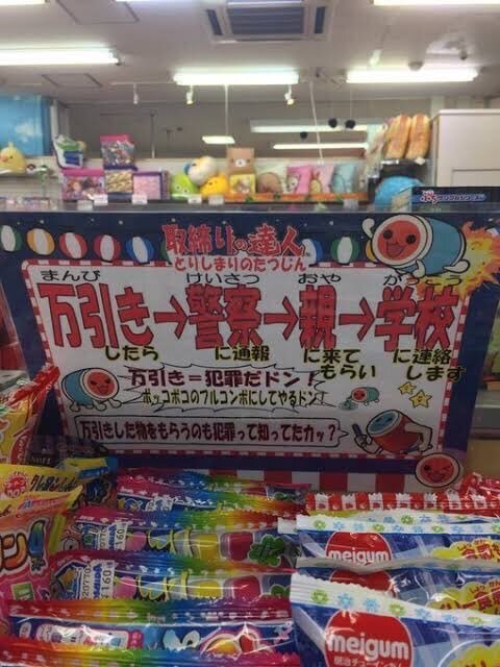 取締りの達人
とりしまりのたつじん
まんび けいさつ おや がっこう
万引き→警察→親→学校
したら に通報 に来てもらい に連絡します
万引き=犯罪だドン!
ボッコボコのフルコンボにしてやるドン!
万引きした物をもらうのも犯罪って知ってたカッ?
meigum
meigum